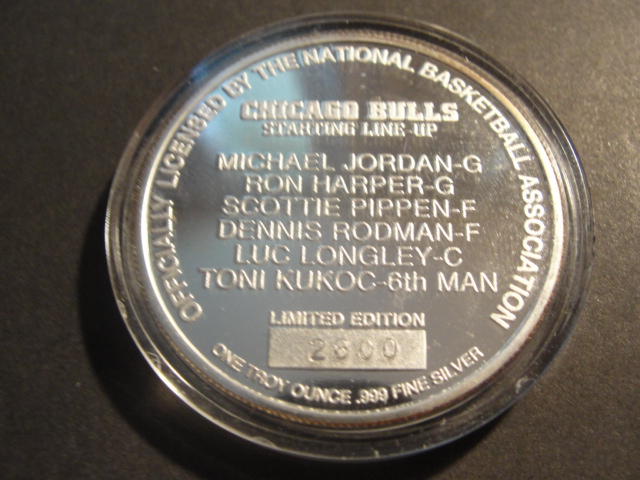 OFFICIALLY LICENSED BY THE NATIONAL BASKETBALL ASSOCIATION
CHICAGO BULLS
STARTING LINE-UP
MICHAEL JORDAN-G
RON HARPER-G
SCOTTIE PIPPEN-F
DENNIS RODMAN-F
LUC LONGLEY-C
TONI KUKOC-6th MAN
LIMITED EDITION
2600
ONE TROY OUNCE .999 FINE SILVER